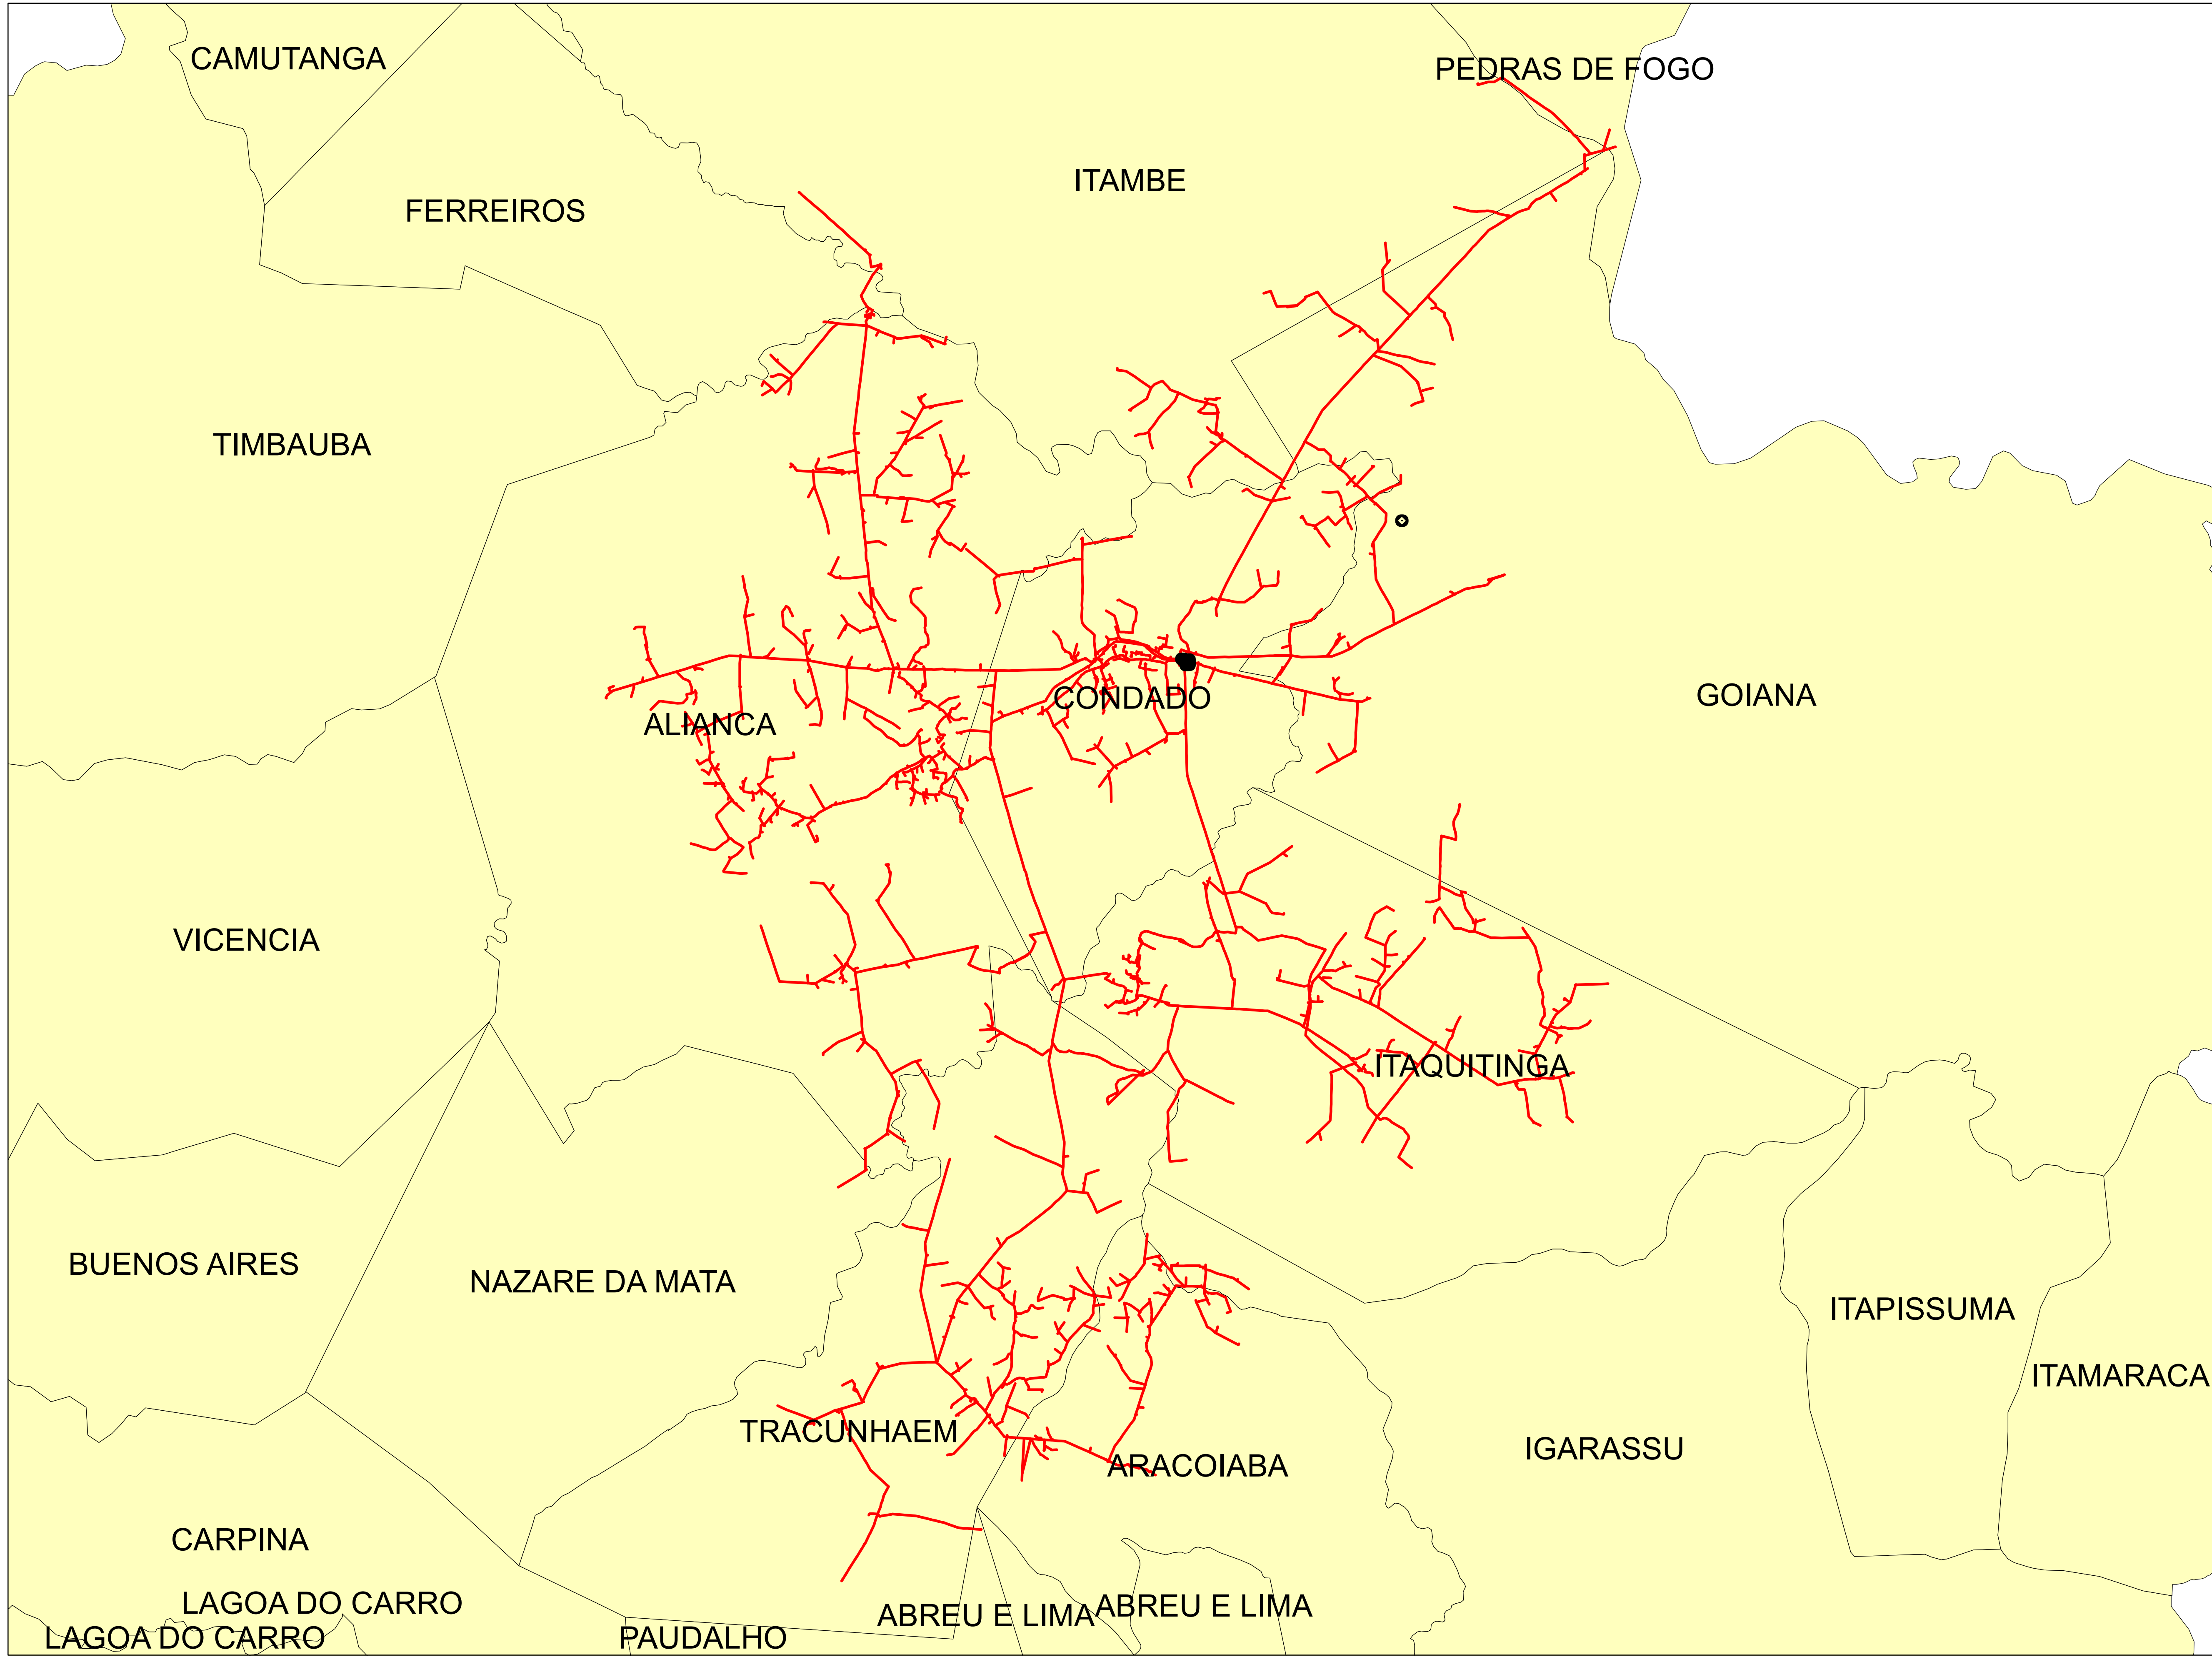 CAMUTANGA
PEDRAS DE FOGO
ITAMBE
FERREIROS
TIMBAUBA
CONDADO
GOIANA
ALIANCA
VICENCIA
ITAQUITINGA
BUENOS AIRES
NAZARE DA MATA
ITAPISSUMA
ITAMARACA
TRACUNHAEM
IGARASSU
ARACOIABA
CARPINA
LAGOA DO CARRO
ABREU E LIMA
ABREU E LIMA
LAGOA DO CARRO
PAUDALHO